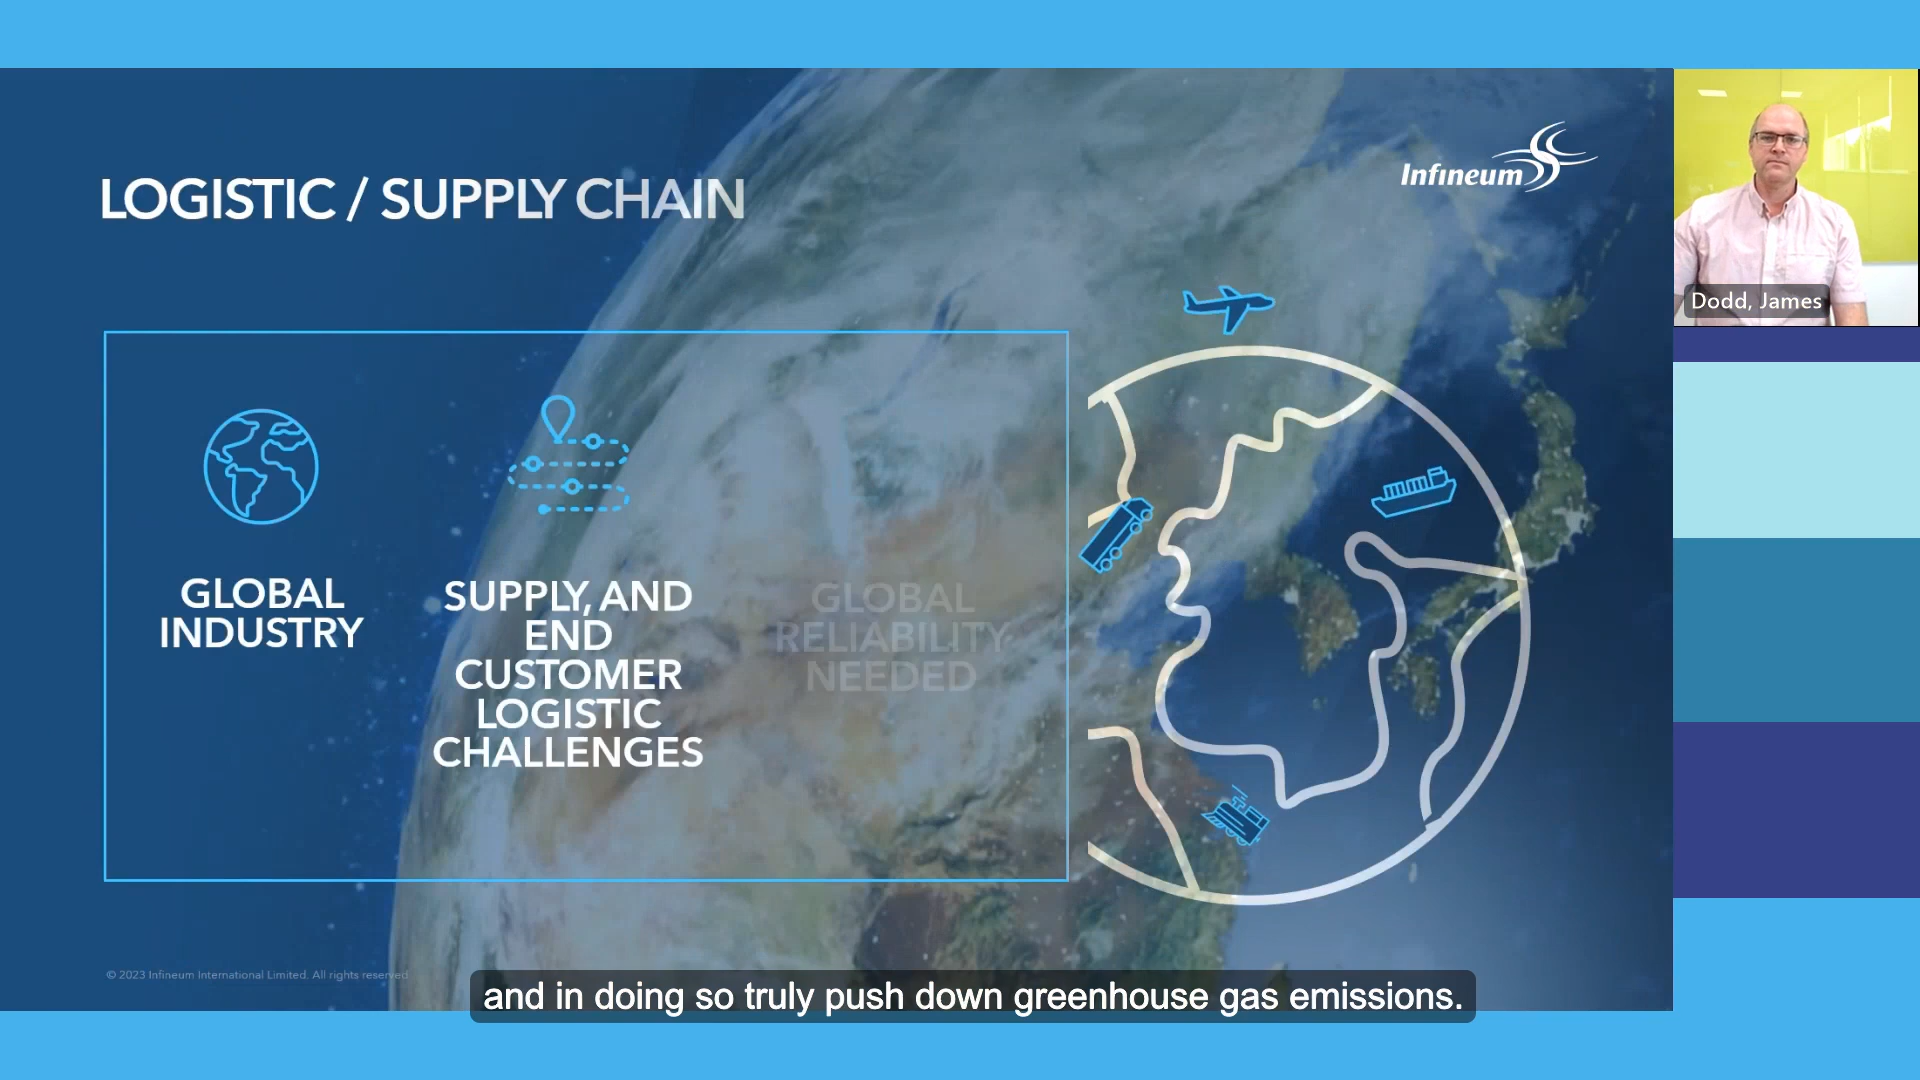 LOGISTIC / SUPPLY CHAIN
Infineum
Dodd, James
GLOBAL
INDUSTRY
SUPPLY, AND
END
CUSTOMER
LOGISTIC
CHALLENGES
GLOBAL
RELIABILITY
NEEDED
© 2023 Infineum International Limited. All rights reserved
and in doing so truly push down greenhouse gas emissions.